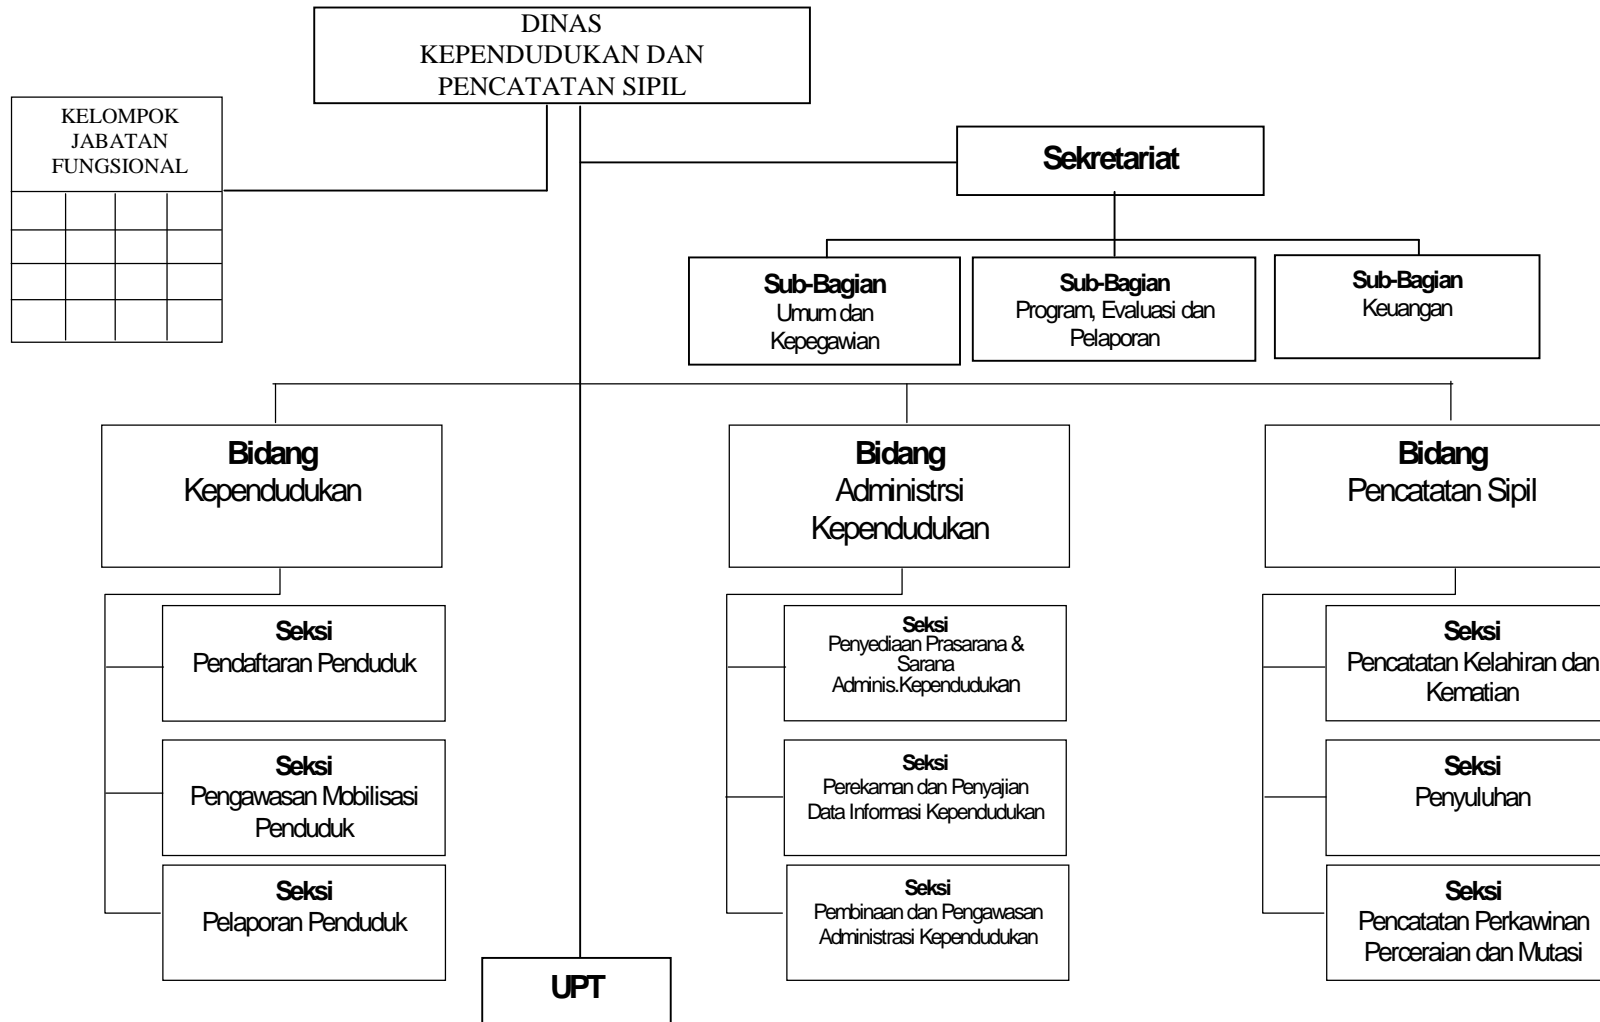 DINAS
KEPENDUDUKAN DAN
PENCATATAN SIPIL
KELOMPOK
JABATAN
FUNGSIONAL
Sekretariat
Sub-Bagian
Umum dan
Kepegawian
Sub-Bagian
Program, Evaluasi dan
Pelaporan
Sub-Bagian
Keuangan
Bidang
Kependudukan
Bidang
Administrsi
Kependudukan
Bidang
Pencatatan Sipil
Seksi
Pendaftaran Penduduk
Seksi
Pengawasan Mobilisasi
Penduduk
Seksi
Pelaporan Penduduk
Seksi
Penyediaan Prasarana &
Sarana
Adminis.Kependudukan
Seksi
Perekaman dan Penyajian
Data Informasi Kependudukan
Seksi
Pembinaan dan Pengawasan
Administrasi Kependudukan
Seksi
Pencatatan Kelahiran dan
Kematian
Seksi
Penyuluhan
Seksi
Pencatatan Perkawinan
Perceraian dan Mutasi
UPT